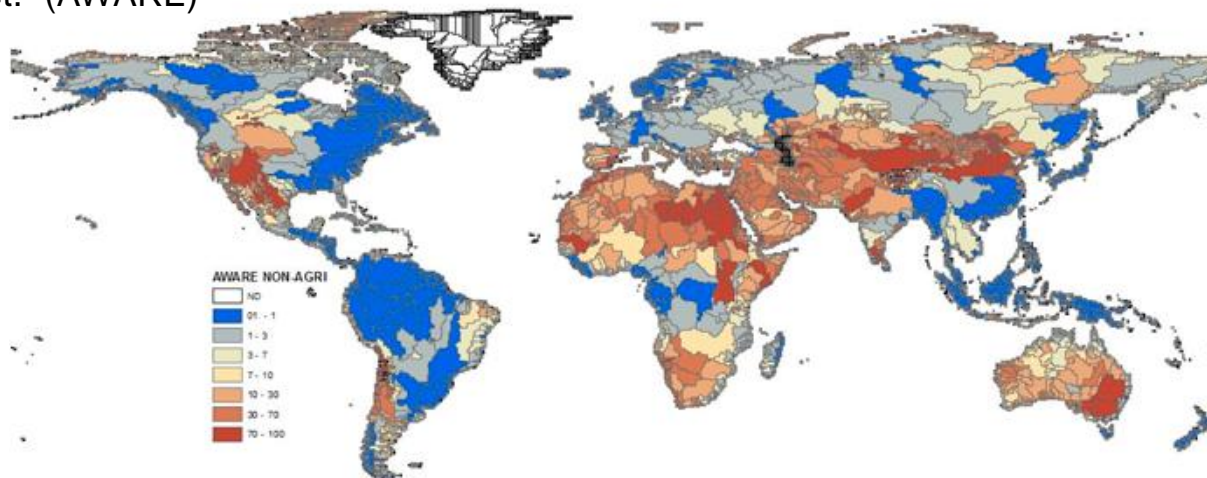 (AWARE)
AWARE NON-AGRI
ND
01. - 1
1 - 3
3 - 7
7 - 10
10 - 30
30 - 70
70 - 100